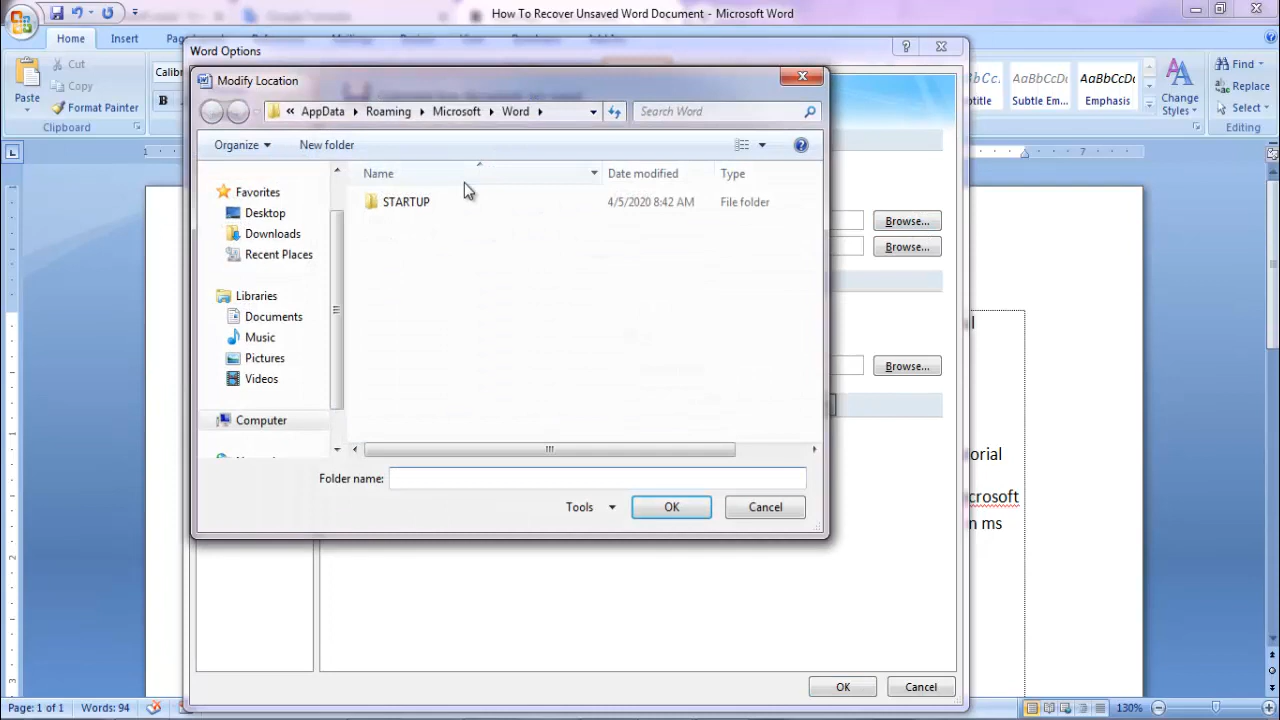 How To Recover Unsaved Word Document - Microsoft Word
Home
Insert
Cut
Copy
Format Painter
Paste
Clipboard
Calibr
B
Subtle Em...
Emphasis
Change
Styles
Find
Replace
Select
Editing
Word Options
Modify Location
AppData
Roaming
Microsoft
Word
Search Word
Organize
New folder
Name
Date modified
Type
STARTUP
4/5/2020 8:42 AM
File folder
Favorites
Desktop
Downloads
Recent Places
Libraries
Documents
Music
Pictures
Videos
Computer
Folder name:
Tools
OK
Cancel
Browse...
Browse...
Browse...
orial
crosoft
n ms
OK
Cancel
Page: 1 of 1
Words: 94
130%